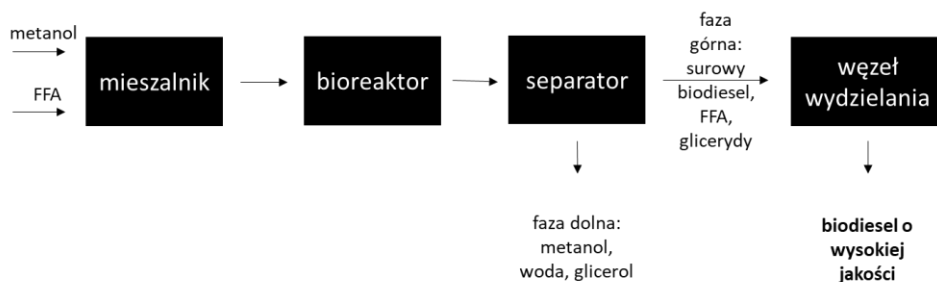 metanol
FFA
mieszalnik
bioreaktor
separator
faza
górna:
surowy
biodiesel,
FFA,
glicerydy
węzeł
wydzielania
faza dolna:
metanol,
woda, glicerol
biodiesel o
wysokiej
jakości